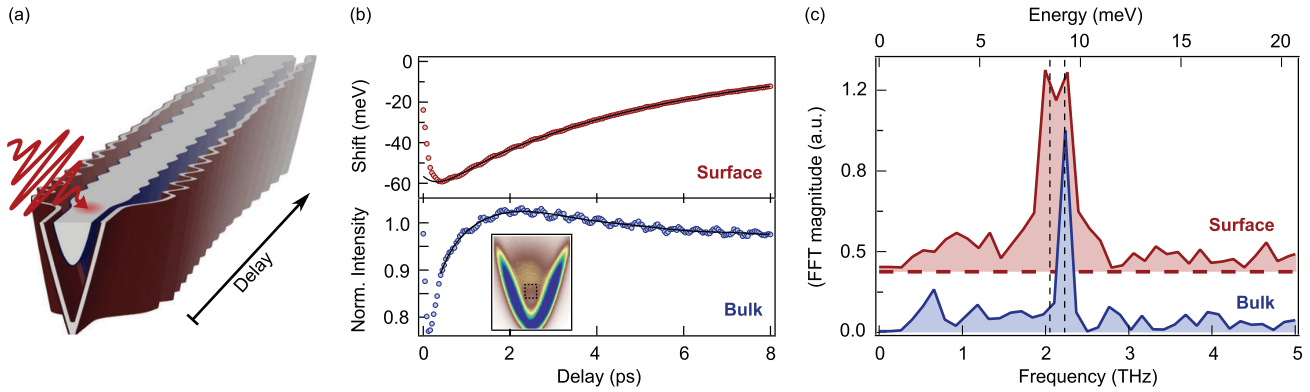 (a)
Delay
(b)
0
-20
-40
-60
Shift (meV)
Surface
1.0
0.9
0.8
Norm. Intensity
Bulk
0 2 4 6 8
Delay (ps)
(c)
Energy (meV)
0 5 10 15 20
1.2
0.8
0.5
0.0
(FFT magnitude (a.u.)
Surface
Bulk
0 1 2 3 4 5
Frequency (THz)